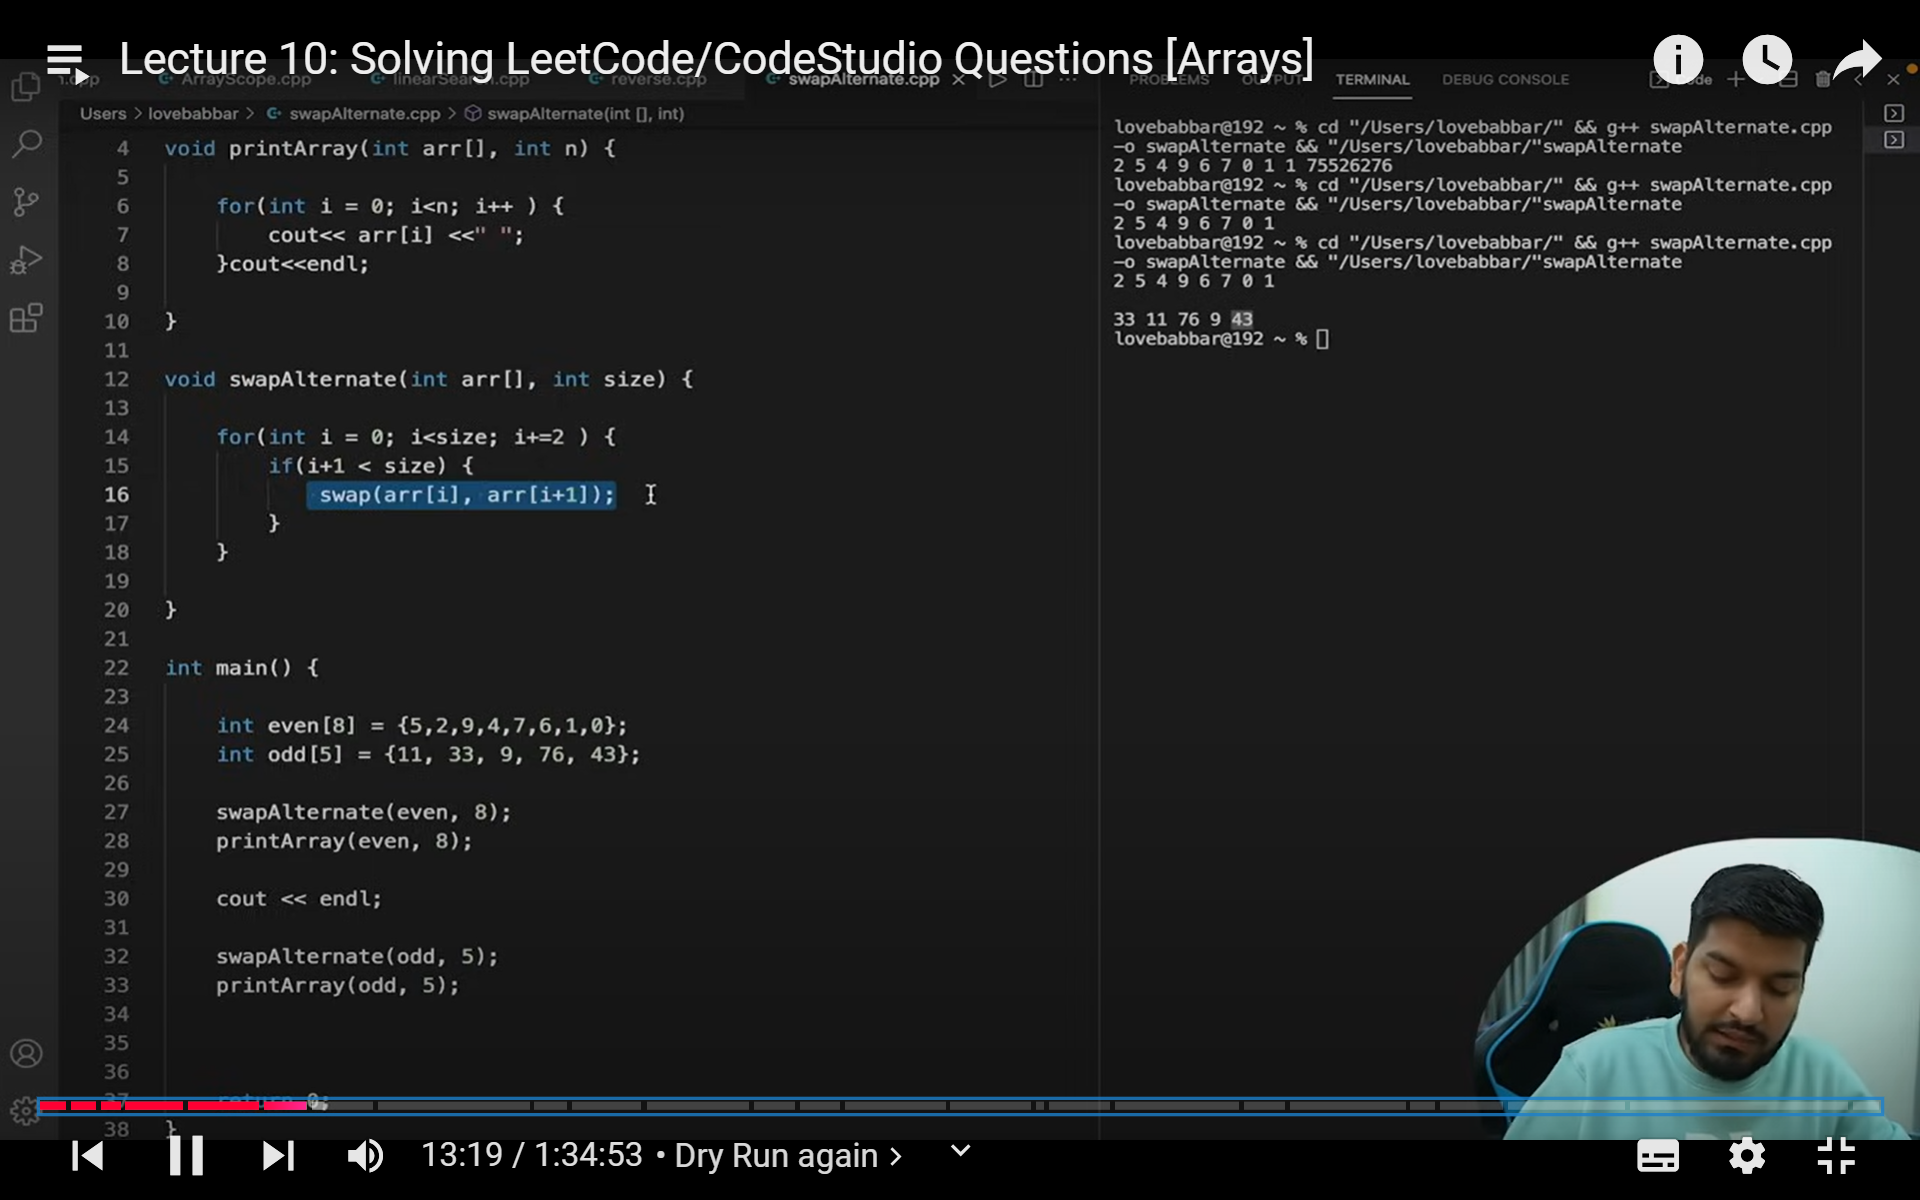 Lecture 10: Solving LeetCode/CodeStudio Questions [Arrays]
ArrayScope.cpp linearSearch.cpp reverse.cpp swapAlternate.cpp
PROBLEMS OUTPUT TERMINAL DEBUG CONSOLE
Users > lovebabbar > swapAlternate.cpp > swapAlternate(int [], int)
4 void printArray(int arr[], int n) {
5
6 for(int i = 0; i<n; i++ ) {
7 cout<< arr[i] <<" ";
8 }cout<<endl;
9
10 }
11
12 void swapAlternate(int arr[], int size) {
13
14 for(int i = 0; i<size; i+=2 ) {
15 if(i+1 < size) {
16 swap(arr[i], arr[i+1]);
17 }
18 }
19
20 }
21
22 int main() {
23
24 int even[8] = {5,2,9,4,7,6,1,0};
25 int odd[5] = {11, 33, 9, 76, 43};
26
27 swapAlternate(even, 8);
28 printArray(even, 8);
29
30 cout << endl;
31
32 swapAlternate(odd, 5);
33 printArray(odd, 5);
34
35
36
37 return 0;
38 }
lovebabbar@192 ~ % cd "/Users/lovebabbar/" && g++ swapAlternate.cpp
-o swapAlternate && "/Users/lovebabbar/"swapAlternate
2 5 4 9 6 7 0 1 1 75526276
lovebabbar@192 ~ % cd "/Users/lovebabbar/" && g++ swapAlternate.cpp
-o swapAlternate && "/Users/lovebabbar/"swapAlternate
2 5 4 9 6 7 0 1
lovebabbar@192 ~ % cd "/Users/lovebabbar/" && g++ swapAlternate.cpp
-o swapAlternate && "/Users/lovebabbar/"swapAlternate
2 5 4 9 6 7 0 1
33 11 76 9 43
lovebabbar@192 ~ %
13:19 / 1:34:53 • Dry Run again >